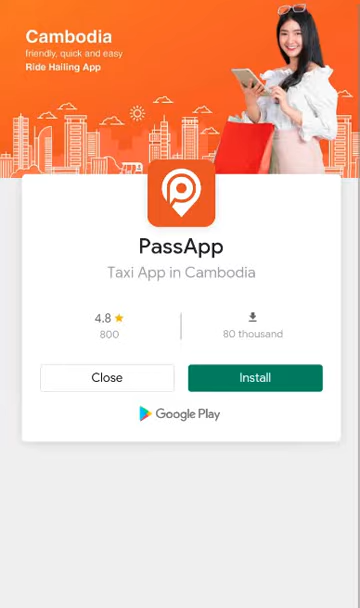 Cambodia
friendly, quick and easy
Ride Hailing App
PassApp
Taxi App in Cambodia
4.8
800
80 thousand
Close
Install
Google Play